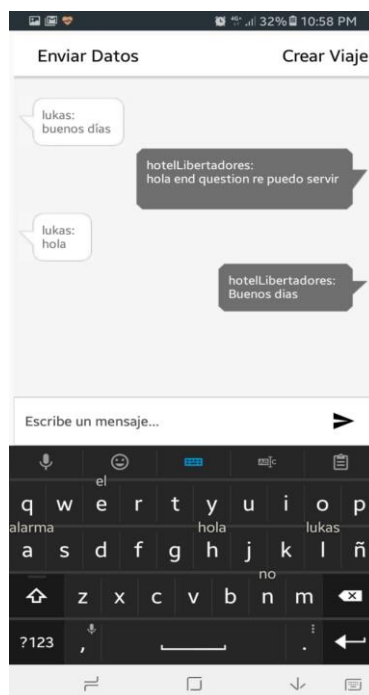 32% 10:58 PM
Enviar Datos Crear Viaje
lukas:
buenos días
hotelLibertadores:
hola end question re puedo servir
lukas:
hola
hotelLibertadores:
Buenos dias
Escribe un mensaje...
el
q w e r t y u i o p
alarma hola lukas
a s d f g h j k l ñ
no
z x c v b n m
?123 , .